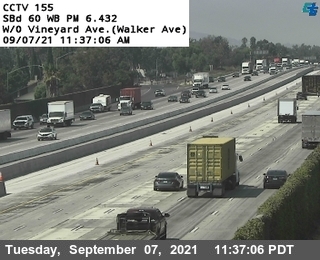 CCTV 155
SBd 60 WB PM 6.432
W/O Vineyard Ave.(Walker Ave)
09/07/21 11:37:06 AM
Tuesday, September 07, 2021 11:37:06 PDT